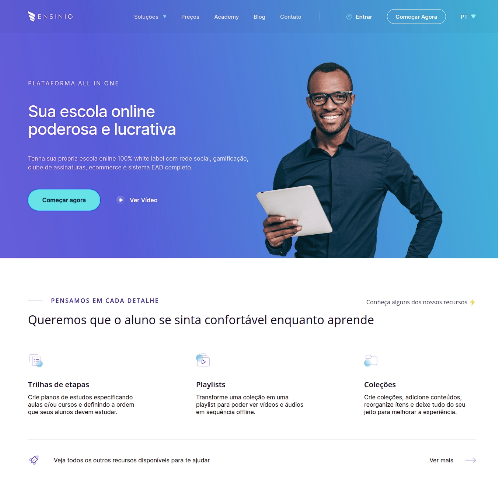 ENSINIO
Soluções
Preços
Academy
Blog
Contato
Entrar
Começar Agora
PT
PLATAFORMA ALL IN ONE
Sua escola online
poderosa e lucrativa
Tenha sua própria escola online 100% white label com rede social, gamificação,
clube de assinaturas, ecommerce e sistema EAD completo.
Começar agora
Ver Vídeo
PENSAMOS EM CADA DETALHE
Conheça alguns dos nossos recursos ⚡
Queremos que o aluno se sinta confortável enquanto aprende
Trilhas de etapas
Crie planos de estudos especificando
aulas e/ou cursos e definindo a ordem
que seus alunos devem estudar.
Playlists
Transforme uma coleção em uma
playlist para poder ver vídeos e áudios
em sequência offline.
Coleções
Crie coleções, adicione conteúdos,
reorganize itens e deixe tudo do seu
jeito para melhorar a experiência.
Veja todos os outros recursos disponíveis para te ajudar
Ver mais